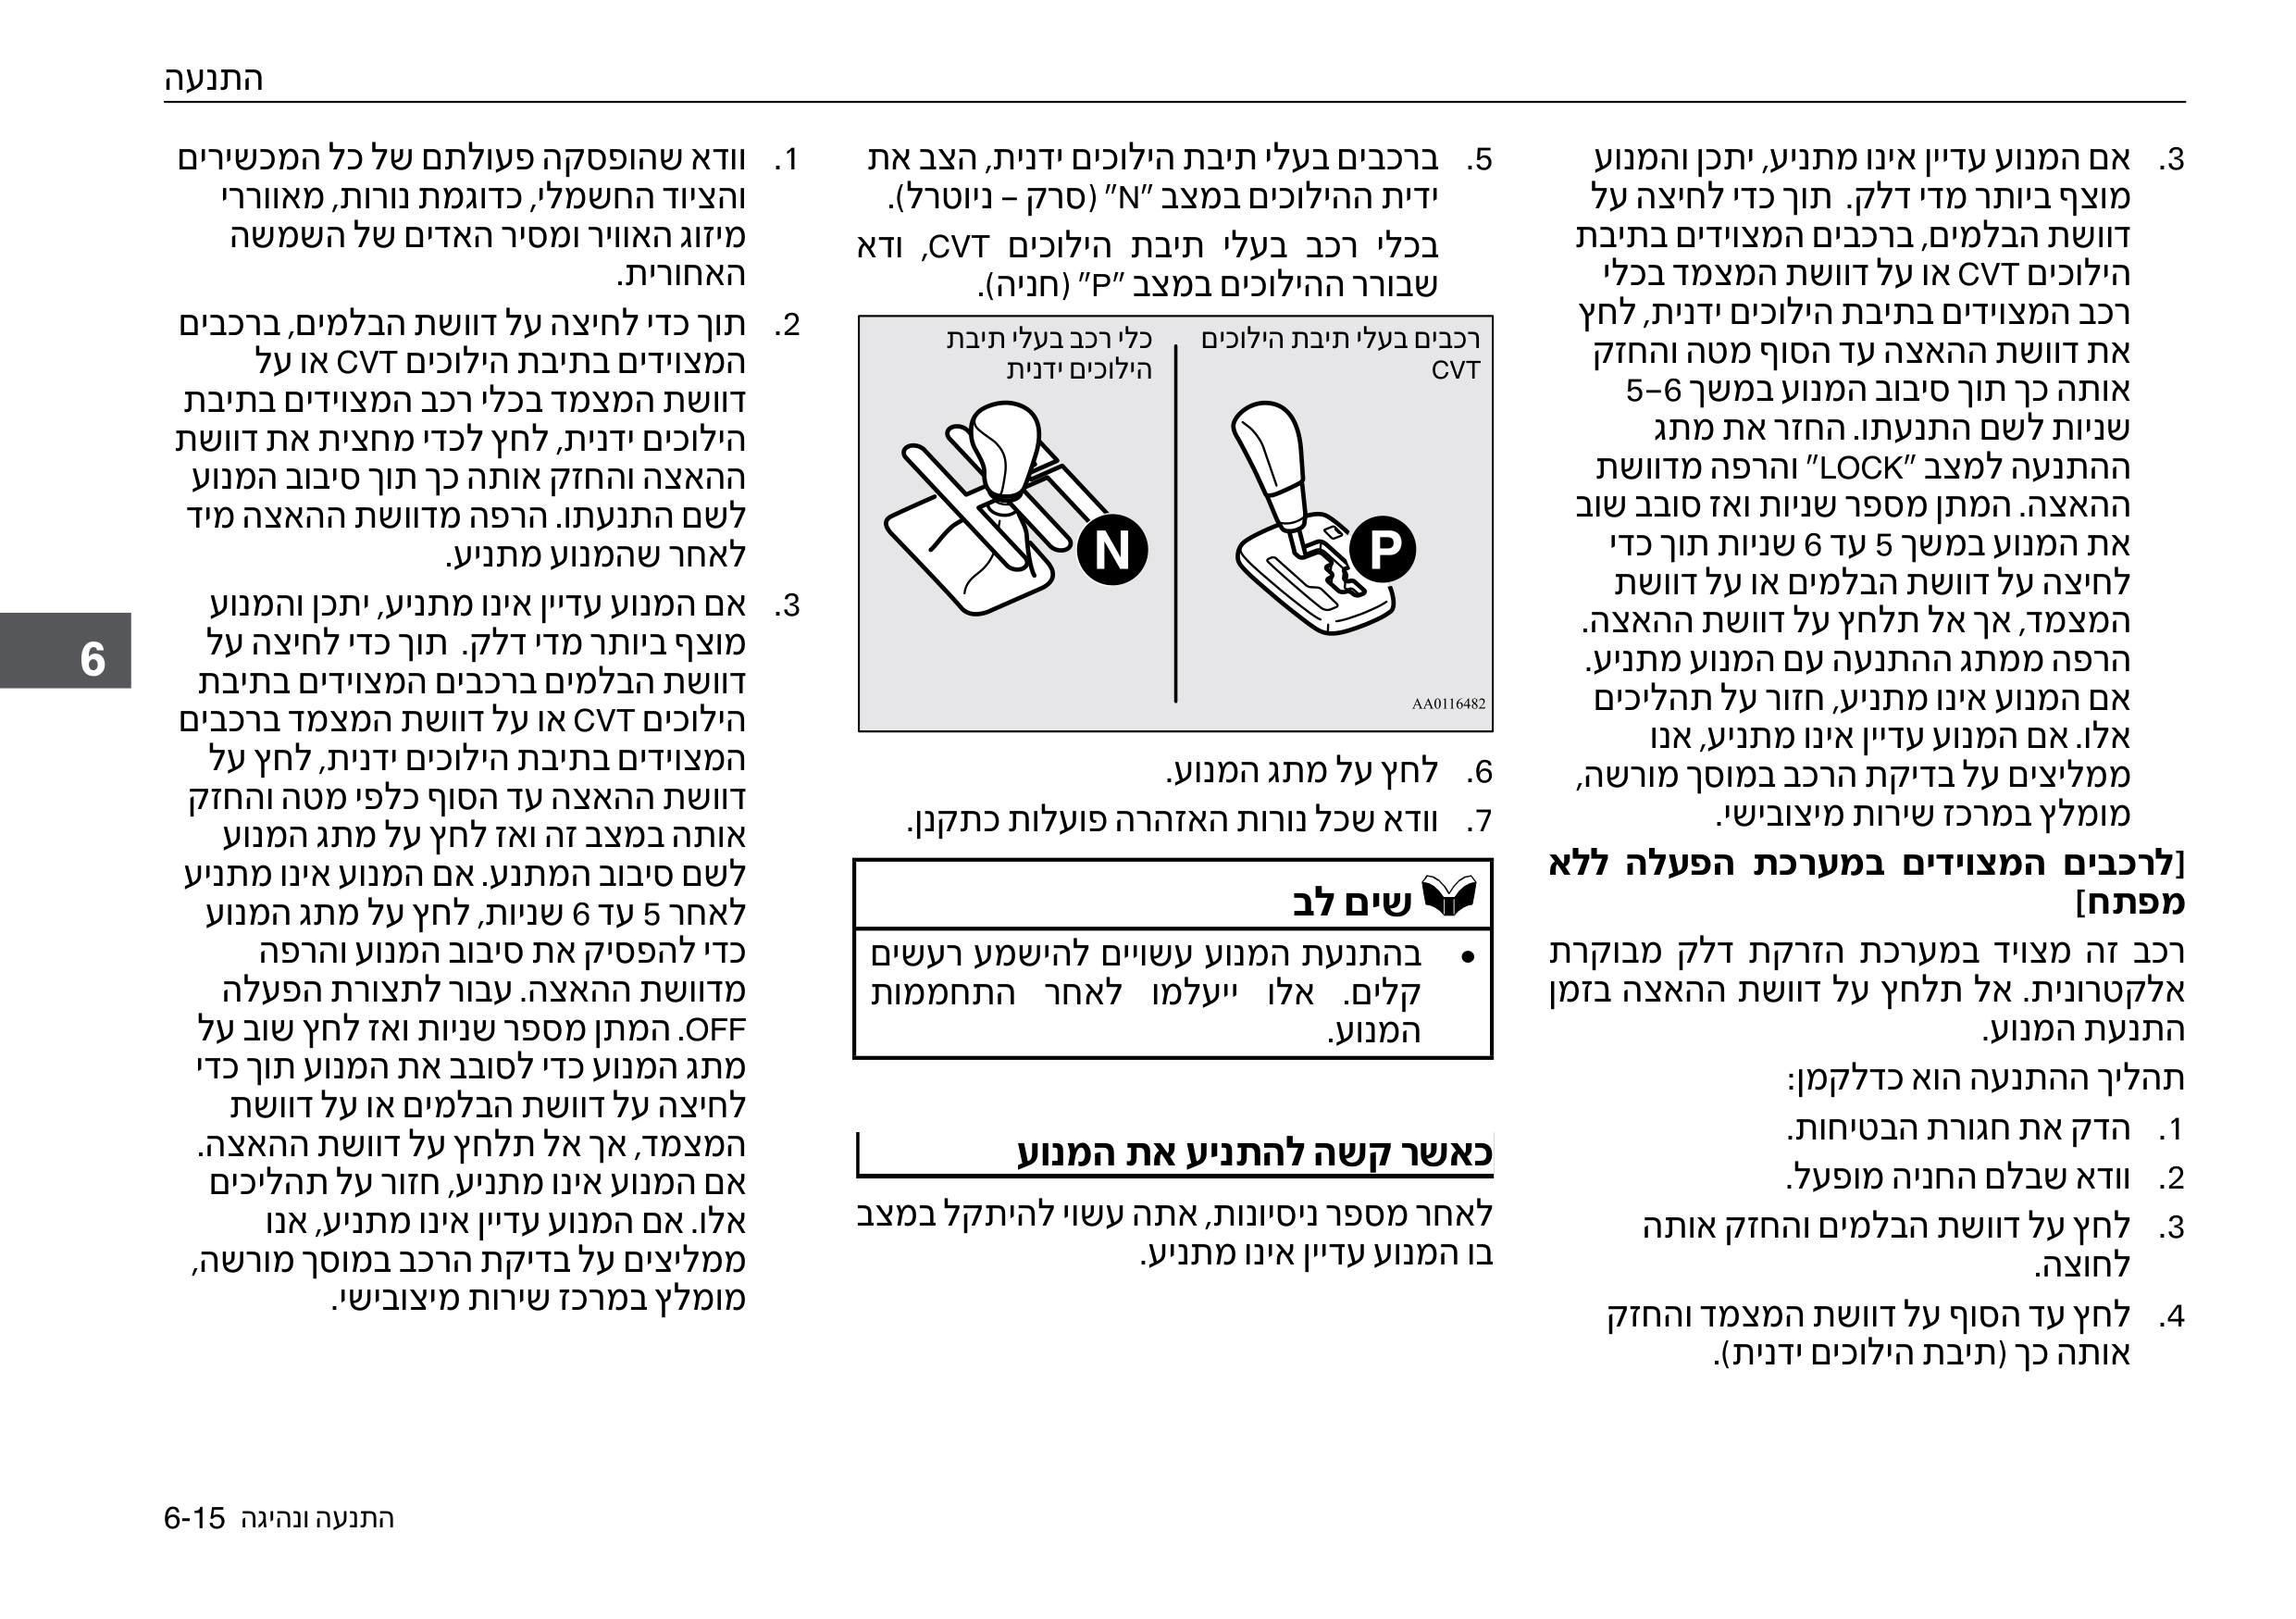 התנעה
3. אם המנוע עדיין אינו מתניע, יתכן והמנוע
מוצף ביותר מדי דלק. תוך כדי לחיצה על
דוושת הבלמים, ברכבים המצוידים בתיבת
הילוכים CVT או על דוושת המצמד בכלי
רכב המצוידים בתיבת הילוכים ידנית, לחץ
את דוושת ההאצה עד הסוף מטה והחזק
אותה כך תוך סיבוב המנוע במשך 5–6
שניות לשם התנעתו. החזר את מתג
ההתנעה למצב "LOCK" והרפה מדוושת
ההאצה. המתן מספר שניות ואז סובב שוב
את המנוע במשך 5 עד 6 שניות תוך כדי
לחיצה על דוושת הבלמים או על דוושת
המצמד, אך אל תלחץ על דוושת ההאצה.
הרפה ממתג ההתנעה עם המנוע מתניע.
אם המנוע אינו מתניע, חזור על תהליכים
אלו. אם המנוע עדיין אינו מתניע, אנו
ממליצים על בדיקת הרכב במוסך מורשה,
מומלץ במרכז שירות מיצובישי.
[לרכבים המצוידים במערכת הפעלה ללא
מפתח]
רכב זה מצויד במערכת הזרקת דלק מבוקרת
אלקטרונית. אל תלחץ על דוושת ההאצה בזמן
התנעת המנוע.
תהליך ההתנעה הוא כדלקמן:
1. הדק את חגורת הבטיחות.
2. וודא שבלם החניה מופעל.
3. לחץ על דוושת הבלמים והחזק אותה
לחוצה.
4. לחץ עד הסוף על דוושת המצמד והחזק
אותה כך (תיבת הילוכים ידנית).
5. ברכבים בעלי תיבת הילוכים ידנית, הצב את
ידית ההילוכים במצב "N" (סרק – ניוטרל).
בכלי רכב בעלי תיבת הילוכים CVT, ודא
שבורר ההילוכים במצב "P" (חניה).
רכבים בעלי תיבת הילוכים
CVT
P
כלי רכב בעלי תיבת
הילוכים ידנית
N
AA0116482
6. לחץ על מתג המנוע.
7. וודא שכל נורות האזהרה פועלות כתקנן.
שים לב
• בהתנעת המנוע עשויים להישמע רעשים
קלים. אלו ייעלמו לאחר התחממות
המנוע.
כאשר קשה להתניע את המנוע
לאחר מספר ניסיונות, אתה עשוי להיתקל במצב
בו המנוע עדיין אינו מתניע.
1. וודא שהופסקה פעולתם של כל המכשירים
והציוד החשמלי, כדוגמת נורות, מאווררי
מיזוג האוויר ומסיר האדים של השמשה
האחורית.
2. תוך כדי לחיצה על דוושת הבלמים, ברכבים
המצוידים בתיבת הילוכים CVT או על
דוושת המצמד בכלי רכב המצוידים בתיבת
הילוכים ידנית, לחץ לכדי מחצית את דוושת
ההאצה והחזק אותה כך תוך סיבוב המנוע
לשם התנעתו. הרפה מדוושת ההאצה מיד
לאחר שהמנוע מתניע.
3. אם המנוע עדיין אינו מתניע, יתכן והמנוע
מוצף ביותר מדי דלק. תוך כדי לחיצה על
דוושת הבלמים ברכבים המצוידים בתיבת
הילוכים CVT או על דוושת המצמד ברכבים
המצוידים בתיבת הילוכים ידנית, לחץ על
דוושת ההאצה עד הסוף כלפי מטה והחזק
אותה במצב זה ואז לחץ על מתג המנוע
לשם סיבוב המתנע. אם המנוע אינו מתניע
לאחר 5 עד 6 שניות, לחץ על מתג המנוע
כדי להפסיק את סיבוב המנוע והרפה
מדוושת ההאצה. עבור לתצורת הפעלה
OFF. המתן מספר שניות ואז לחץ שוב על
מתג המנוע כדי לסובב את המנוע תוך כדי
לחיצה על דוושת הבלמים או על דוושת
המצמד, אך אל תלחץ על דוושת ההאצה.
אם המנוע אינו מתניע, חזור על תהליכים
אלו. אם המנוע עדיין אינו מתניע, אנו
ממליצים על בדיקת הרכב במוסך מורשה,
מומלץ במרכז שירות מיצובישי.
6
התנעה ונהיגה 6-15